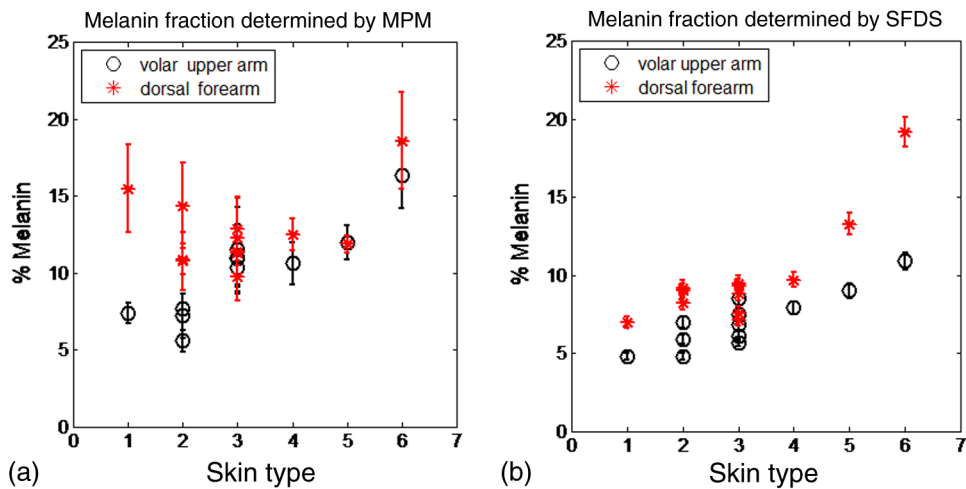 Melanin fraction determined by MPM
25
20
15
10
5
0
% Melanin
volar upper arm
dorsal forearm
0 1 2 3 4 5 6 7
Skin type
(a)
Melanin fraction determined by SFDS
25
20
15
10
5
0
% Melanin
volar upper arm
dorsal forearm
0 1 2 3 4 5 6 7
Skin type
(b)